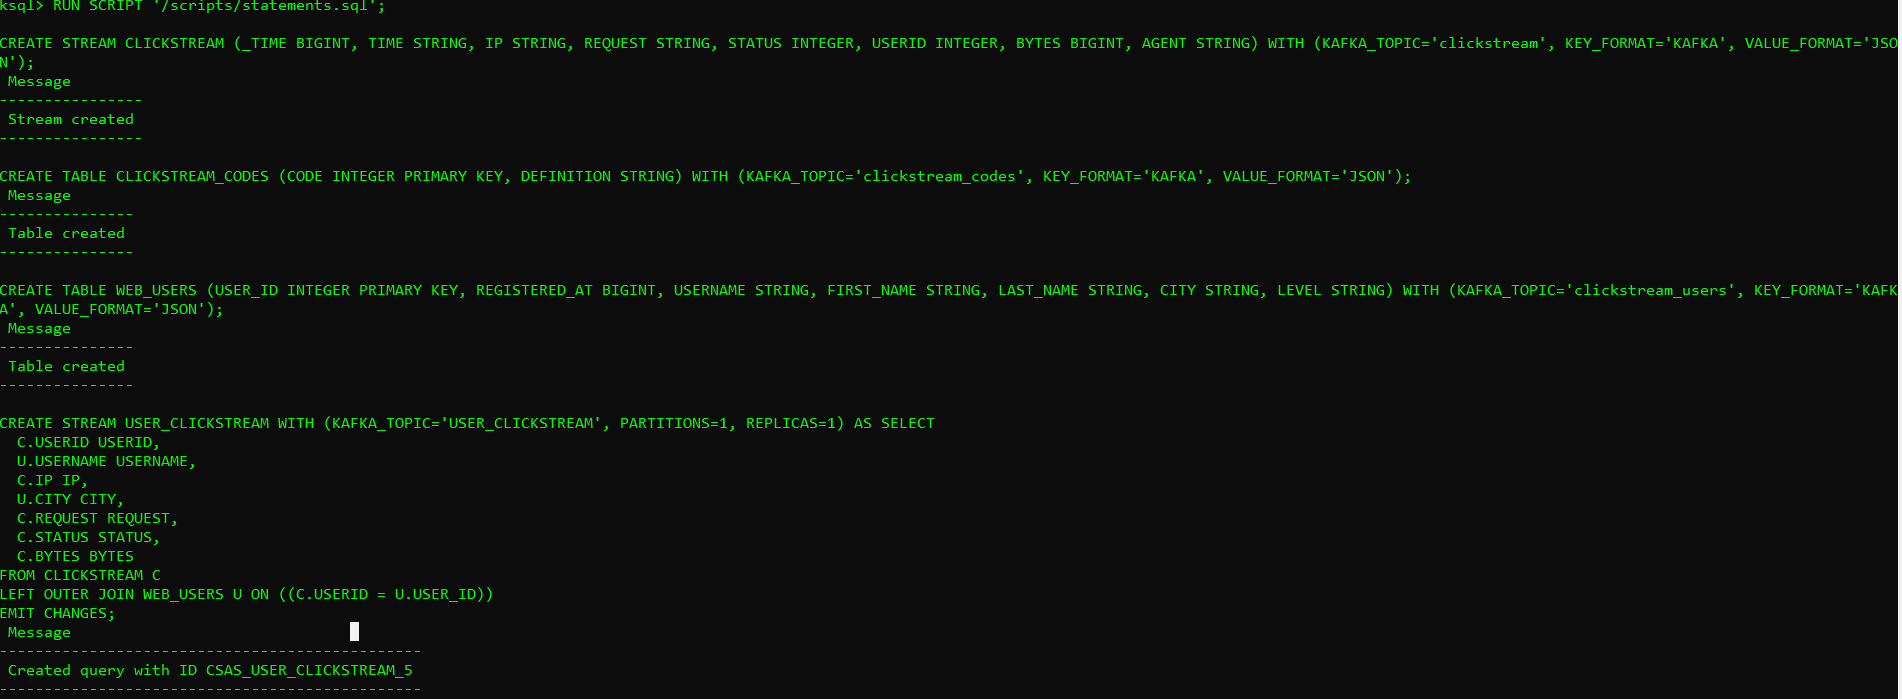 ksql> RUN SCRIPT '/scripts/statements.sql';
CREATE STREAM CLICKSTREAM (_TIME BIGINT, TIME STRING, IP STRING, REQUEST STRING, STATUS INTEGER, USERID INTEGER, BYTES BIGINT, AGENT STRING) WITH (KAFKA_TOPIC='clickstream', KEY_FORMAT='KAFKA', VALUE_FORMAT='JSO
N');
 Message
----------------
 Stream created
----------------
CREATE TABLE CLICKSTREAM_CODES (CODE INTEGER PRIMARY KEY, DEFINITION STRING) WITH (KAFKA_TOPIC='clickstream_codes', KEY_FORMAT='KAFKA', VALUE_FORMAT='JSON');
 Message
---------------
 Table created
---------------
CREATE TABLE WEB_USERS (USER_ID INTEGER PRIMARY KEY, REGISTERED_AT BIGINT, USERNAME STRING, FIRST_NAME STRING, LAST_NAME STRING, CITY STRING, LEVEL STRING) WITH (KAFKA_TOPIC='clickstream_users', KEY_FORMAT='KAFK
A', VALUE_FORMAT='JSON');
 Message
---------------
 Table created
---------------
CREATE STREAM USER_CLICKSTREAM WITH (KAFKA_TOPIC='USER_CLICKSTREAM', PARTITIONS=1, REPLICAS=1) AS SELECT
  C.USERID USERID,
  U.USERNAME USERNAME,
  C.IP IP,
  U.CITY CITY,
  C.REQUEST REQUEST,
  C.STATUS STATUS,
  C.BYTES BYTES
FROM CLICKSTREAM C
LEFT OUTER JOIN WEB_USERS U ON ((C.USERID = U.USER_ID))
EMIT CHANGES;
 Message
-----------------------------------------------
 Created query with ID CSAS_USER_CLICKSTREAM_5
-----------------------------------------------